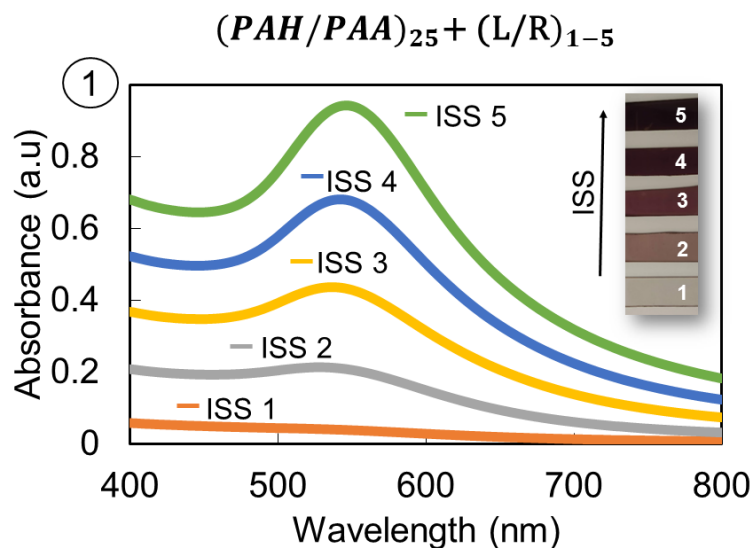 (PAH/PAA)₂₅+ (L/R)₁₋₅
1
Absorbance (a.u)
0.8
0.6
0.4
0.2
0
ISS 5
ISS 4
ISS 3
ISS 2
ISS 1
ISS
5
4
3
2
1
400 500 600 700 800
Wavelength (nm)